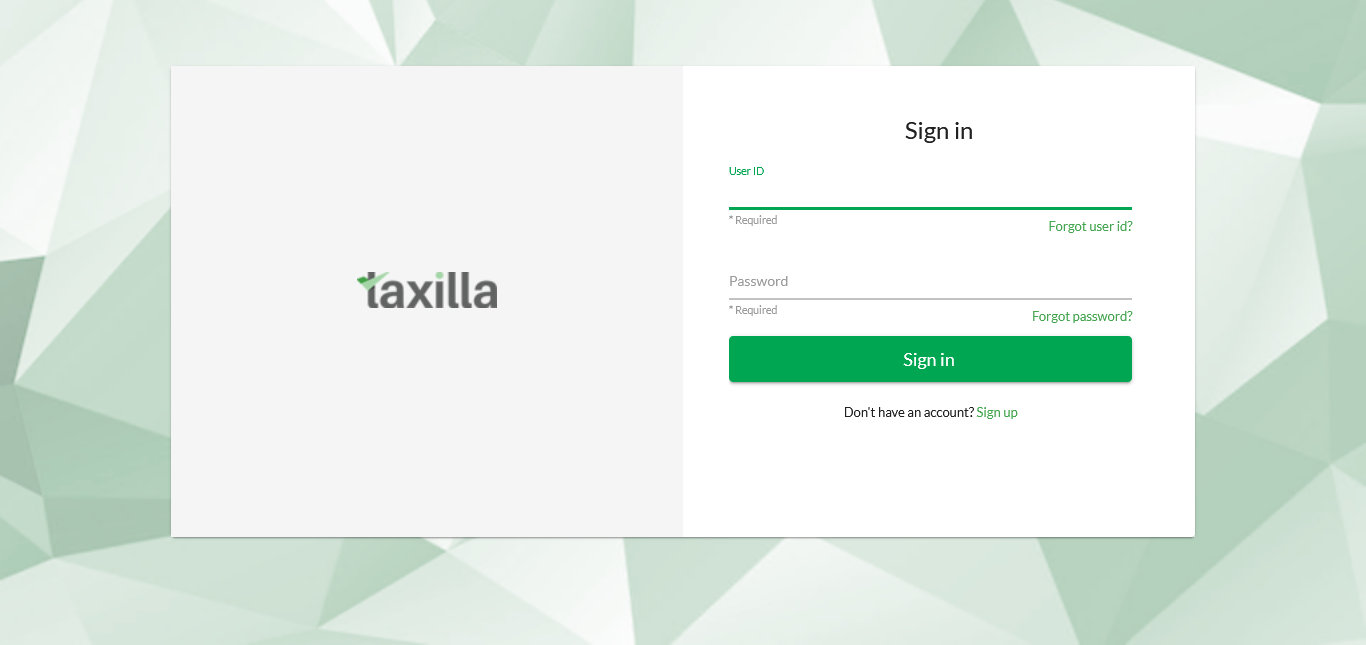 taxilla
Sign in
User ID
* Required
Forgot user id?
Password
* Required
Forgot password?
Sign in
Don't have an account? Sign up